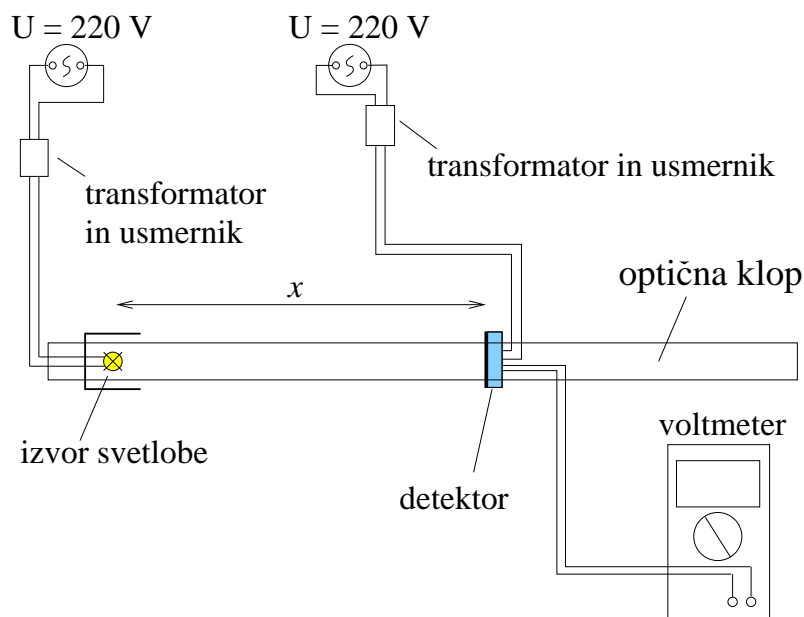 U = 220 V
U = 220 V
transformator
in usmernik
transformator in usmernik
optična klop
x
izvor svetlobe
detektor
voltmeter